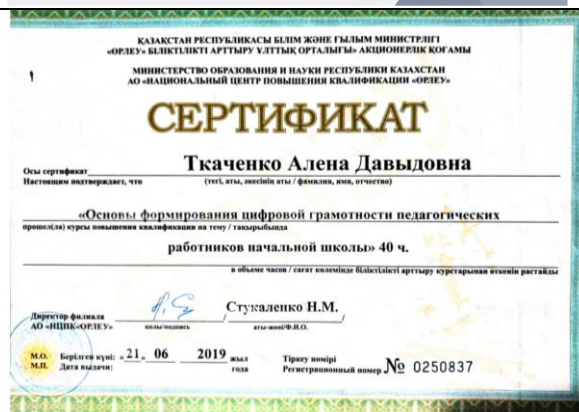 ҚАЗАҚСТАН РЕСПУБЛИКАСЫ БІЛІМ ЖӘНЕ ҒЫЛЫМ МИНИСТРЛІГІ
«ӨРЛЕУ» БІЛІКТІЛІКТІ АРТТЫРУ ҰЛТТЫҚ ОРТАЛЫҒЫ» АКЦИОНЕРЛІК ҚОҒАМЫ
МИНИСТЕРСТВО ОБРАЗОВАНИЯ И НАУКИ РЕСПУБЛИКИ КАЗАХСТАН
АО «НАЦИОНАЛЬНЫЙ ЦЕНТР ПОВЫШЕНИЯ КВАЛИФИКАЦИИ «ӨРЛЕУ»
СЕРТИФИКАТ
Осы сертификат Ткаченко Алена Давыдовна
Настоящим подтверждает, что (тегі, аты, әкесінің аты / фамилия, имя, отчество)
«Основы формирования цифровой грамотности педагогических
прошел(ла) курсы повышения квалификации на тему / тақырыбында
работников начальной школы» 40 ч.
в объеме часов / сағат көлемінде біліктілікті арттыру курстарынан өткенін растайды
Директор филиала Стукаленко Н.М.
АО «НЦПК«ӨРЛЕУ» қолы/подпись аты-жөні/Ф.И.О.
М.О. Берілген күні: «21» 06 2019 жыл Тіркеу нөмірі
М.П. Дата выдачи: года Регистрационный номер № 0250837